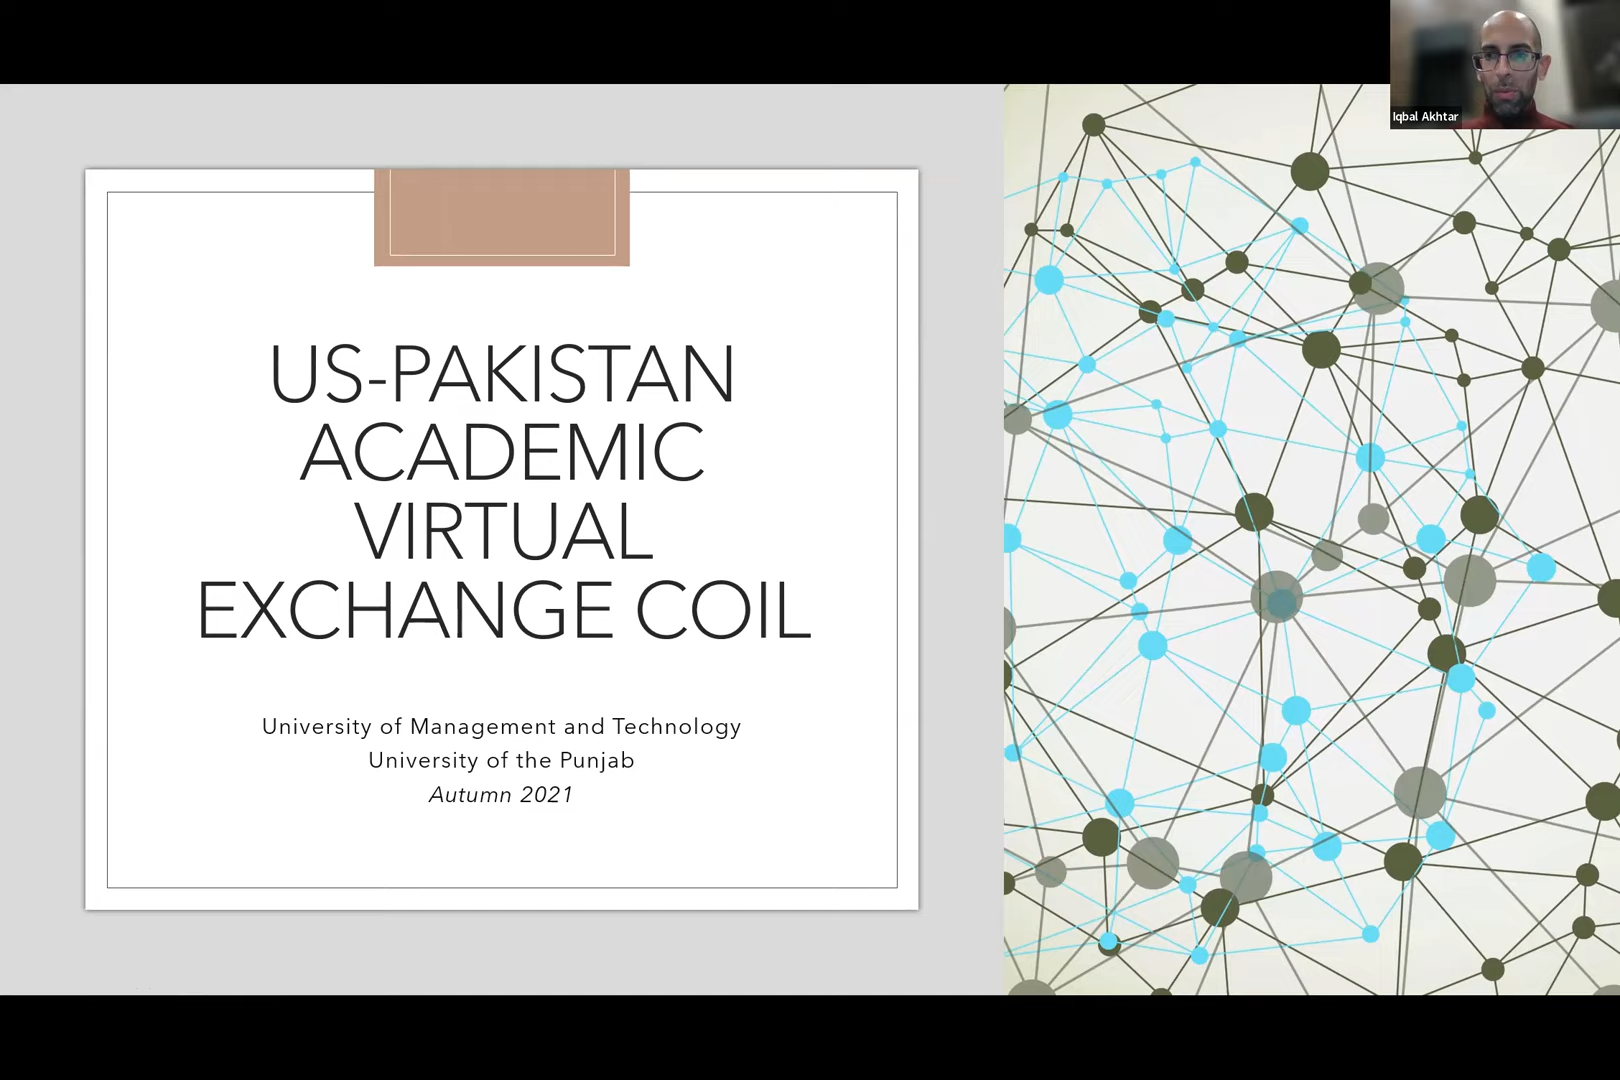 Iqbal Akhtar
US-PAKISTAN
ACADEMIC
VIRTUAL
EXCHANGE COIL
University of Management and Technology
University of the Punjab
Autumn 2021